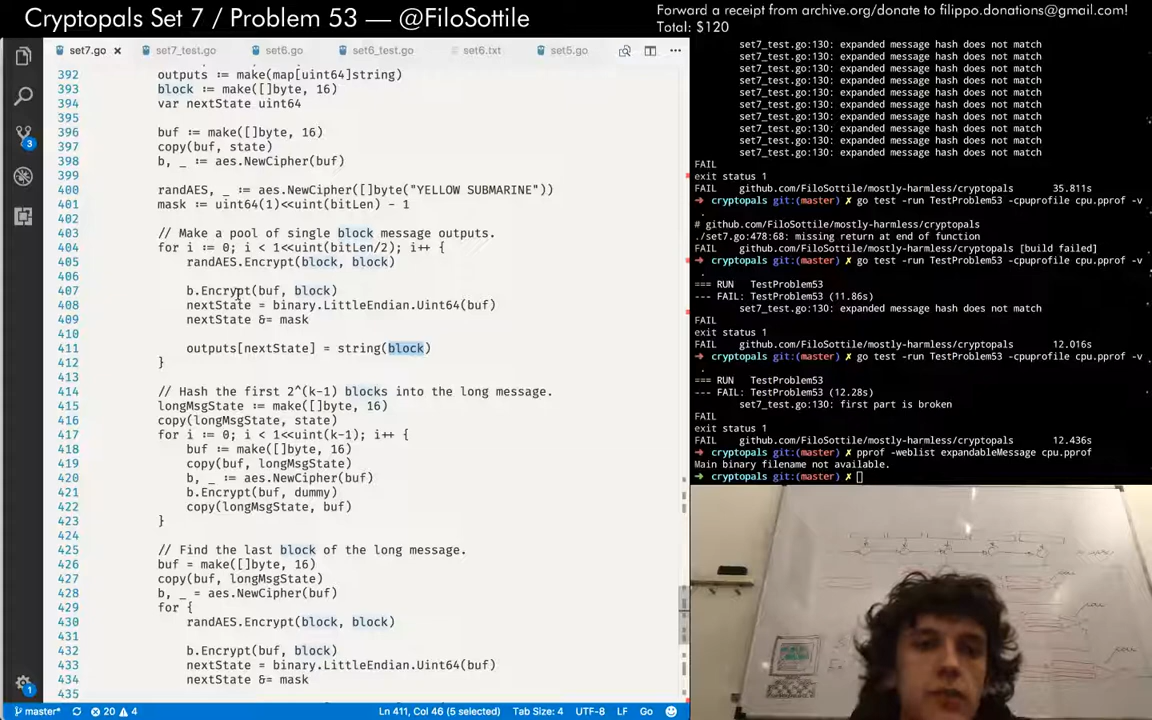 Cryptopals Set 7 / Problem 53 — @FiloSottile
Forward a receipt from archive.org/donate to filippo.donations@gmail.com!
Total: $120
set7.go × set7_test.go set6.go set6_test.go set6.txt set5.go
392 outputs := make(map[uint64]string)
393 block := make([]byte, 16)
394 var nextState uint64
395
396 buf := make([]byte, 16)
397 copy(buf, state)
398 b, _ := aes.NewCipher(buf)
399
400 randAES, _ := aes.NewCipher([]byte("YELLOW SUBMARINE"))
401 mask := uint64(1)<<uint(bitLen) - 1
402
403 // Make a pool of single block message outputs.
404 for i := 0; i < 1<<uint(bitLen/2); i++ {
405 randAES.Encrypt(block, block)
406
407 b.Encrypt(buf, block)
408 nextState = binary.LittleEndian.Uint64(buf)
409 nextState &= mask
410
411 outputs[nextState] = string(block)
412 }
413
414 // Hash the first 2^(k-1) blocks into the long message.
415 longMsgState := make([]byte, 16)
416 copy(longMsgState, state)
417 for i := 0; i < 1<<uint(k-1); i++ {
418 buf := make([]byte, 16)
419 copy(buf, longMsgState)
420 b, _ := aes.NewCipher(buf)
421 b.Encrypt(buf, dummy)
422 copy(longMsgState, buf)
423 }
424
425 // Find the last block of the long message.
426 buf = make([]byte, 16)
427 copy(buf, longMsgState)
428 b, _ = aes.NewCipher(buf)
429 for {
430 randAES.Encrypt(block, block)
431
432 b.Encrypt(buf, block)
433 nextState = binary.LittleEndian.Uint64(buf)
434 nextState &= mask
435
3
1
master* 20 4 Ln 411, Col 46 (5 selected) Tab Size: 4 UTF-8 LF Go
set7_test.go:130: expanded message hash does not match
set7_test.go:130: expanded message hash does not match
set7_test.go:130: expanded message hash does not match
set7_test.go:130: expanded message hash does not match
set7_test.go:130: expanded message hash does not match
set7_test.go:130: expanded message hash does not match
set7_test.go:130: expanded message hash does not match
set7_test.go:130: expanded message hash does not match
set7_test.go:130: expanded message hash does not match
set7_test.go:130: expanded message hash does not match
FAIL
exit status 1
FAIL github.com/FiloSottile/mostly-harmless/cryptopals 35.811s
➜ cryptopals git:(master) ✗ go test -run TestProblem53 -cpuprofile cpu.pprof -v
.
# github.com/FiloSottile/mostly-harmless/cryptopals
./set7.go:478:68: missing return at end of function
FAIL github.com/FiloSottile/mostly-harmless/cryptopals [build failed]
➜ cryptopals git:(master) ✗ go test -run TestProblem53 -cpuprofile cpu.pprof -v
.
=== RUN TestProblem53
--- FAIL: TestProblem53 (11.86s)
set7_test.go:130: expanded message hash does not match
FAIL
exit status 1
FAIL github.com/FiloSottile/mostly-harmless/cryptopals 12.016s
➜ cryptopals git:(master) ✗ go test -run TestProblem53 -cpuprofile cpu.pprof -v
.
=== RUN TestProblem53
--- FAIL: TestProblem53 (12.28s)
set7_test.go:130: first part is broken
FAIL
exit status 1
FAIL github.com/FiloSottile/mostly-harmless/cryptopals 12.436s
➜ cryptopals git:(master) ✗ pprof -weblist expandableMessage cpu.pprof
Main binary filename not available.
➜ cryptopals git:(master) ✗